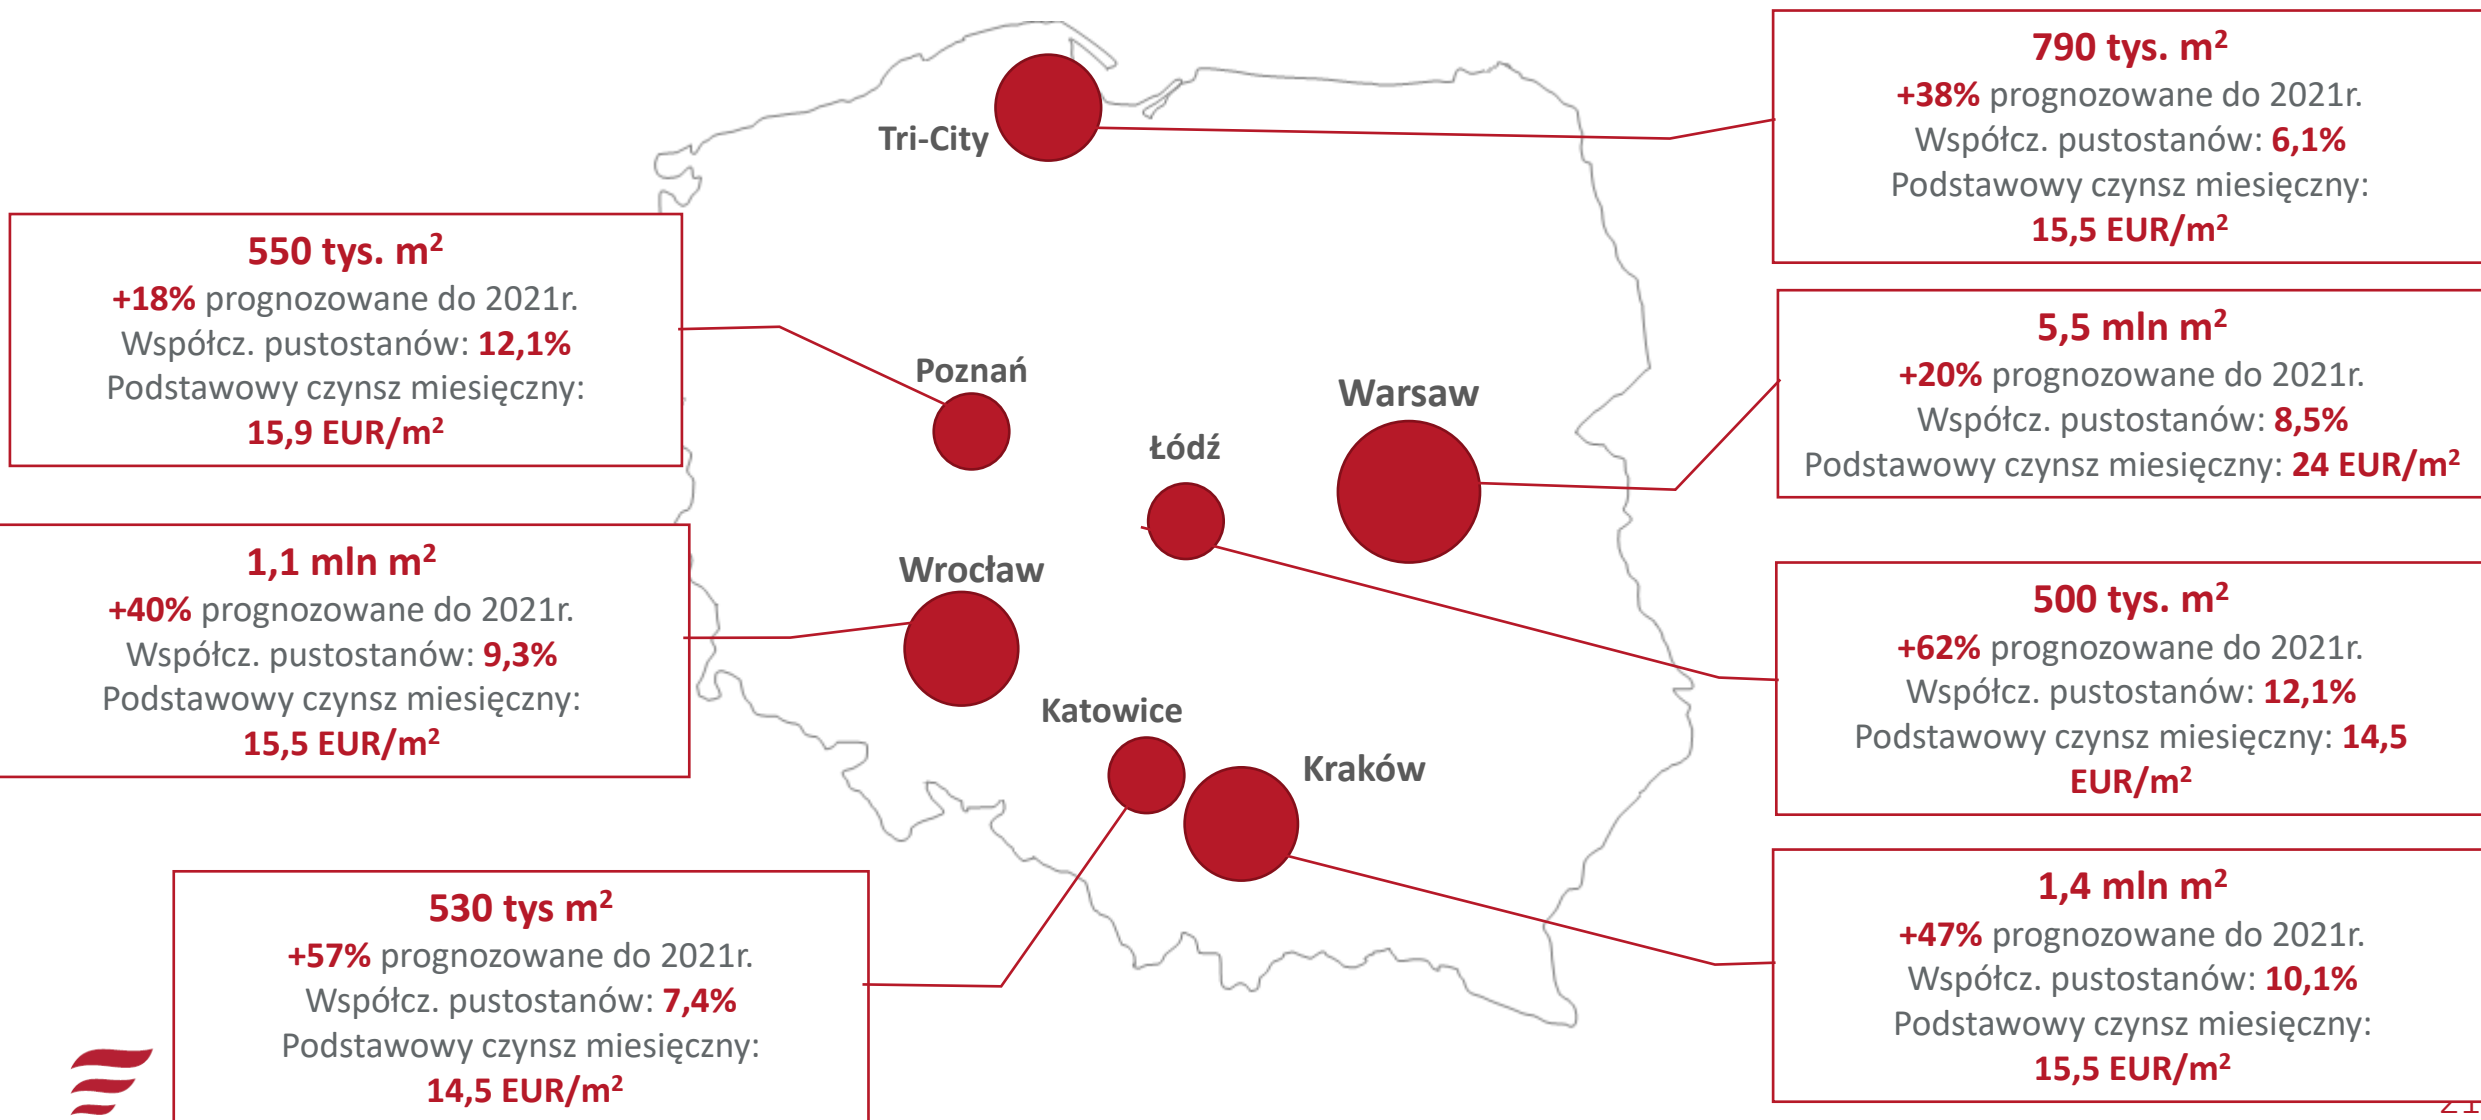 790 tys. m²
+38% prognozowane do 2021r.
Współcz. pustostanów: 6,1%
Podstawowy czynsz miesięczny:
15,5 EUR/m²
Tri-City
550 tys. m²
+18% prognozowane do 2021r.
Współcz. pustostanów: 12,1%
Podstawowy czynsz miesięczny:
15,9 EUR/m²
Poznań
5,5 mln m²
+20% prognozowane do 2021r.
Współcz. pustostanów: 8,5%
Podstawowy czynsz miesięczny: 24 EUR/m²
Warsaw
Łódź
1,1 mln m²
+40% prognozowane do 2021r.
Współcz. pustostanów: 9,3%
Podstawowy czynsz miesięczny:
15,5 EUR/m²
Wrocław
500 tys. m²
+62% prognozowane do 2021r.
Współcz. pustostanów: 12,1%
Podstawowy czynsz miesięczny: 14,5
EUR/m²
Katowice
Kraków
530 tys m²
+57% prognozowane do 2021r.
Współcz. pustostanów: 7,4%
Podstawowy czynsz miesięczny:
14,5 EUR/m²
1,4 mln m²
+47% prognozowane do 2021r.
Współcz. pustostanów: 10,1%
Podstawowy czynsz miesięczny:
15,5 EUR/m²
21